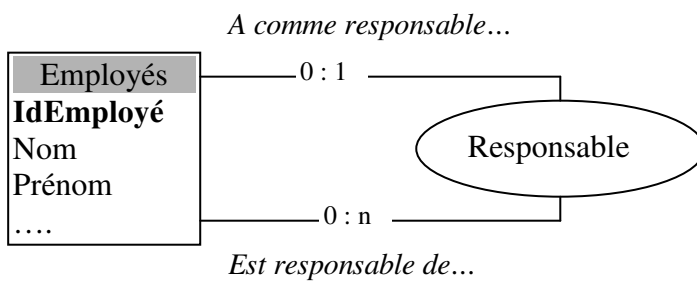 A comme responsable…
Employés
0 : 1
IdEmployé
Nom
Responsable
Prénom
….
0 : n
Est responsable de…